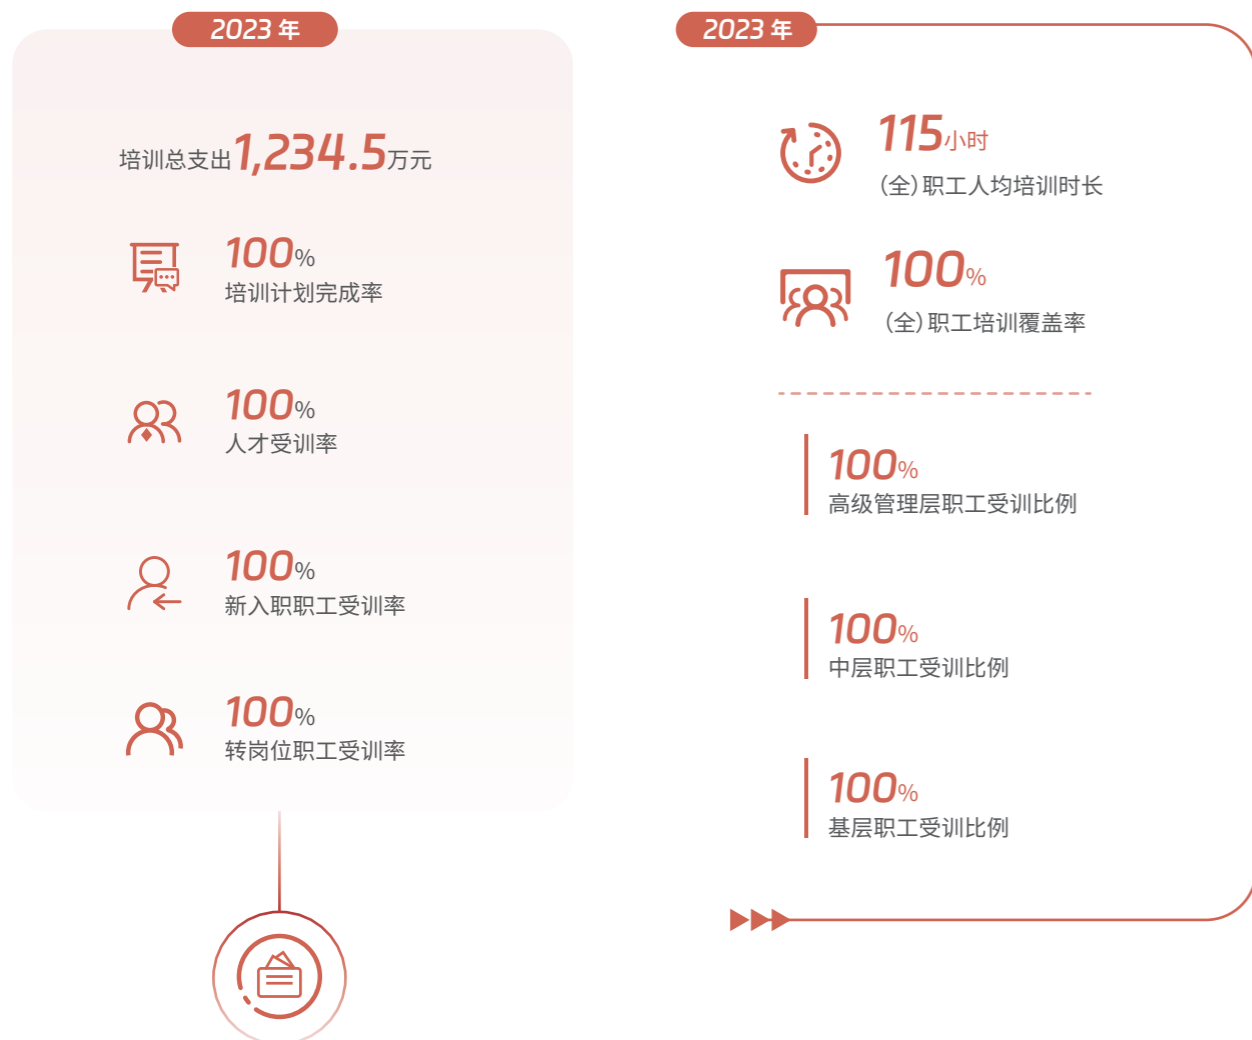 2023 年
培训总支出1,234.5万元
100%
培训计划完成率
100%
人才受训率
100%
新入职职工受训率
100%
转岗位职工受训率
2023 年
115小时
（全）职工人均培训时长
100%
（全）职工培训覆盖率
100%
高级管理层职工受训比例
100%
中层职工受训比例
100%
基层职工受训比例